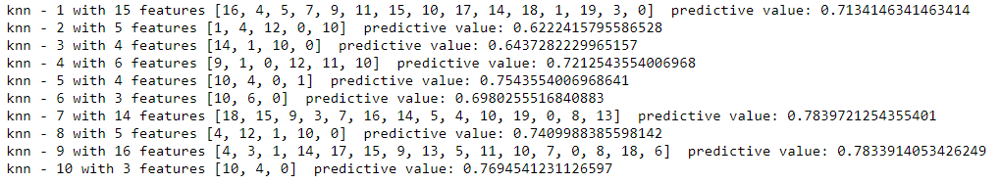 knn - 1 with 15 features [16, 4, 5, 7, 9, 11, 15, 10, 17, 14, 18, 1, 19, 3, 0]  predictive value: 0.7134146341463414
knn - 2 with 5 features [1, 4, 12, 0, 10]  predictive value: 0.6222415795586528
knn - 3 with 4 features [14, 1, 10, 0]  predictive value: 0.6437282229965157
knn - 4 with 6 features [9, 1, 0, 12, 11, 10]  predictive value: 0.7212543554006968
knn - 5 with 4 features [10, 4, 0, 1]  predictive value: 0.7543554006968641
knn - 6 with 3 features [10, 6, 0]  predictive value: 0.6980255516840883
knn - 7 with 14 features [18, 15, 9, 3, 7, 16, 14, 5, 4, 10, 19, 0, 8, 13]  predictive value: 0.7839721254355401
knn - 8 with 5 features [4, 12, 1, 10, 0]  predictive value: 0.7409988385598142
knn - 9 with 16 features [4, 3, 1, 14, 17, 15, 9, 13, 5, 11, 10, 7, 0, 8, 18, 6]  predictive value: 0.7833914053426249
knn - 10 with 3 features [10, 4, 0]  predictive value: 0.7694541231126597